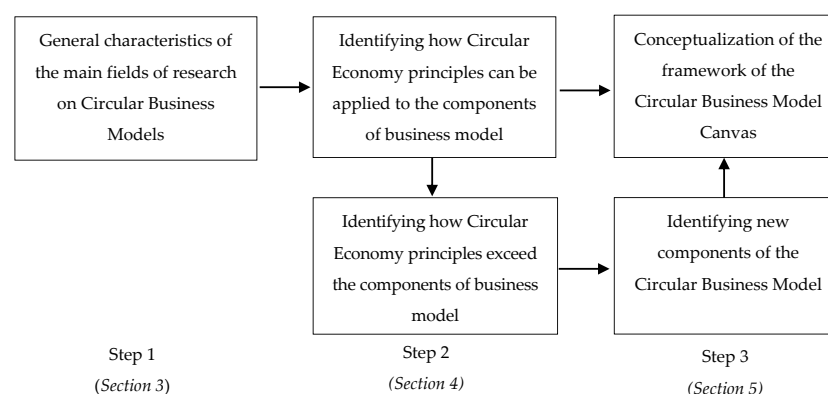 General characteristics of
the main fields of research
on Circular Business
Models
Identifying how Circular
Economy principles can be
applied to the components
of business model
Conceptualization of the
framework of the
Circular Business Model
Canvas
Identifying how Circular
Economy principles exceed
the components of business
model
Identifying new
components of the
Circular Business Model
Step 1
(Section 3)
Step 2
(Section 4)
Step 3
(Section 5)